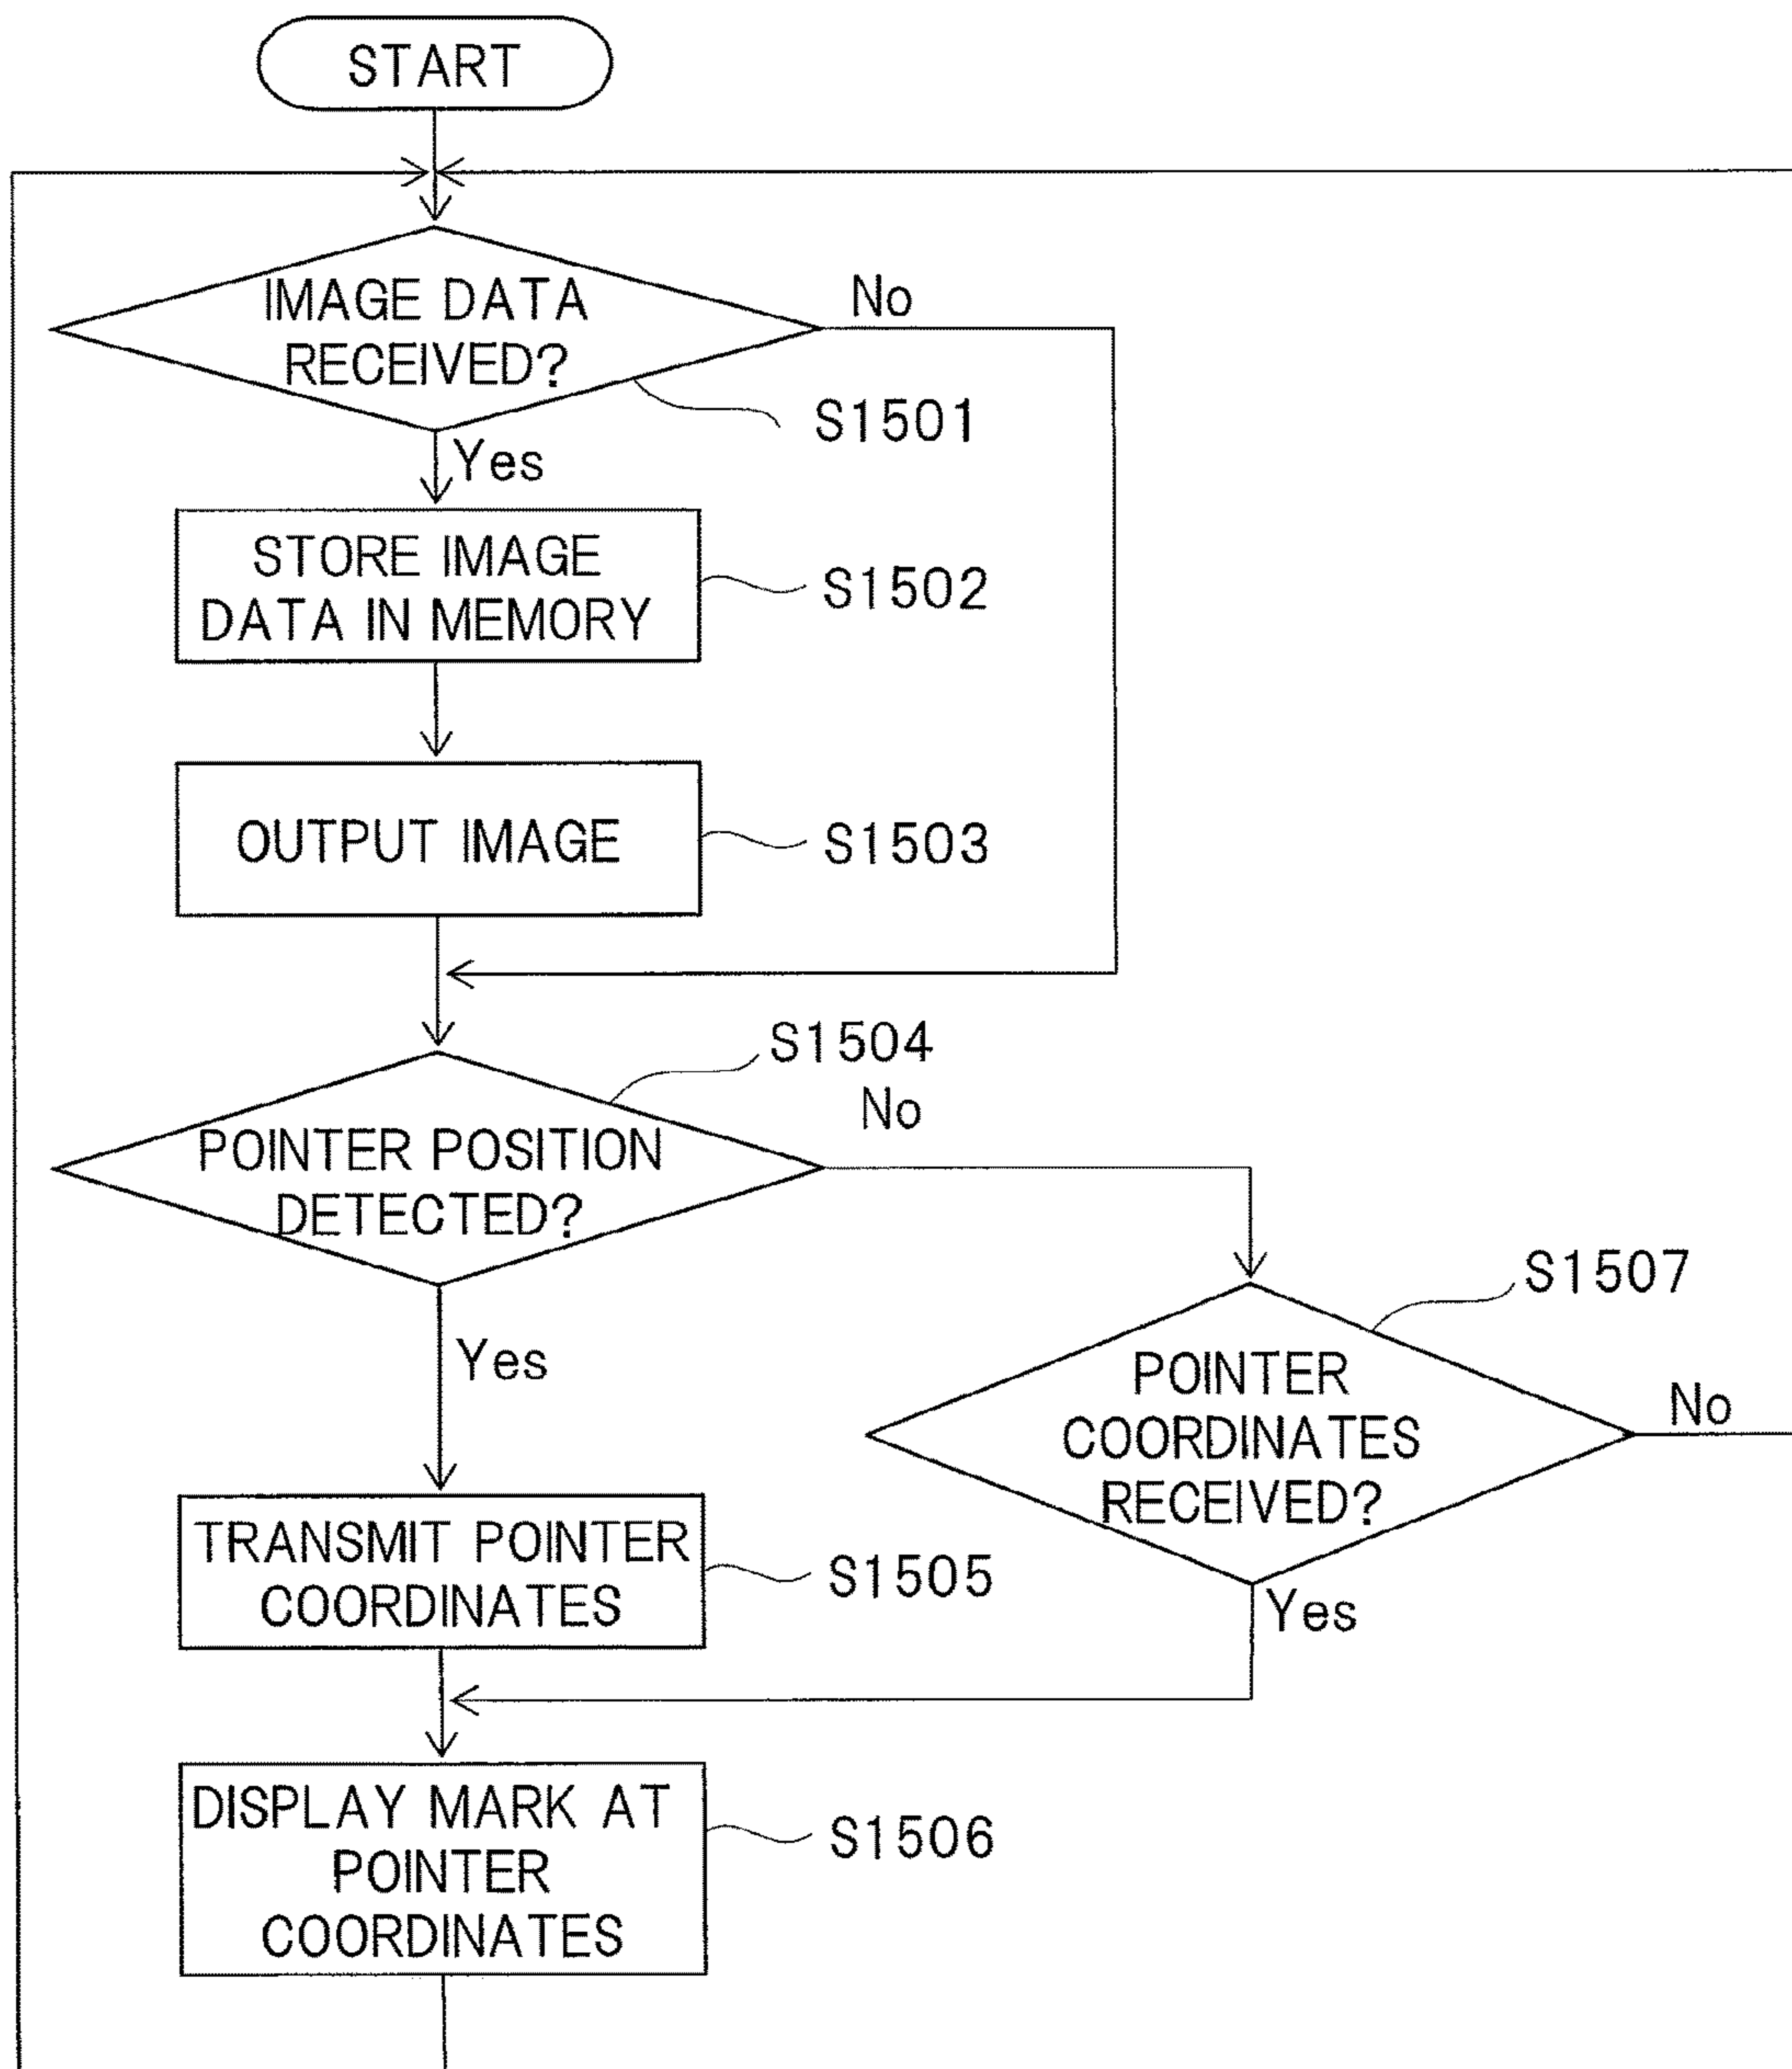 START
IMAGE DATA
RECEIVED?
No
S1501
Yes
STORE IMAGE
DATA IN MEMORY
S1502
OUTPUT IMAGE
S1503
S1504
No
POINTER POSITION
DETECTED?
Yes
S1507
POINTER
COORDINATES
RECEIVED?
No
Yes
TRANSMIT POINTER
COORDINATES
S1505
DISPLAY MARK AT
POINTER
COORDINATES
S1506